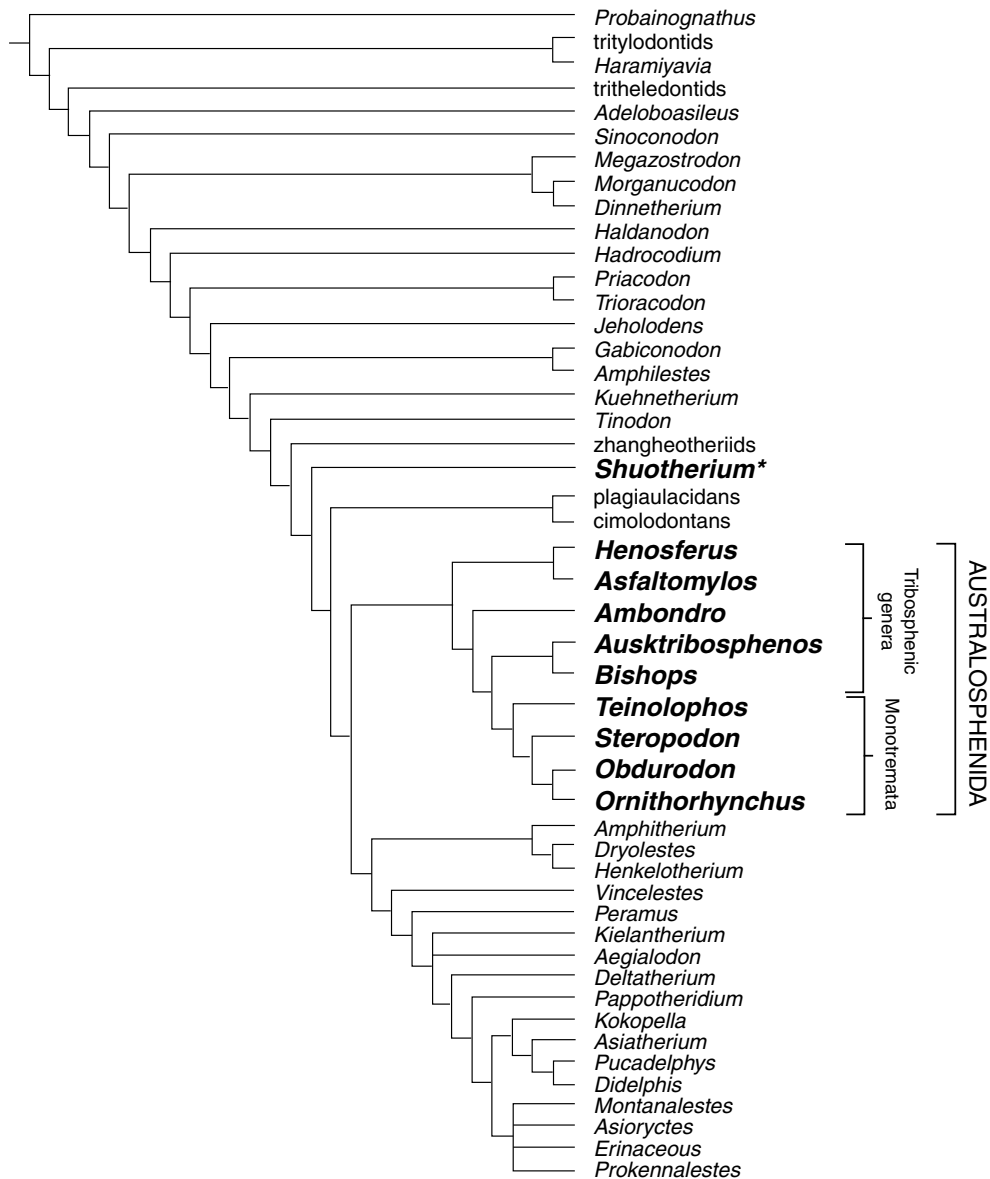 Probainognathus
tritylodontids
Haramiyavia
tritheledontids
Adeloboasileus
Sinoconodon
Megazostrodon
Morganucodon
Dinnetherium
Haldanodon
Hadrocodium
Priacodon
Trioracodon
Jeholodens
Gabiconodon
Amphilestes
Kuehnetherium
Tinodon
zhangheotheriids
Shuotherium*
plagiaulacidans
cimolodontans
Henosferus
Asfaltomylos
Ambondro
Ausktribosphenos
Bishops
Teinolophos
Steropodon
Obdurodon
Ornithorhynchus
Amphitherium
Dryolestes
Henkelotherium
Vincelestes
Peramus
Kielantherium
Aegialodon
Deltatherium
Pappotheridium
Kokopella
Asiatherium
Pucadelphys
Didelphis
Montanalestes
Asioryctes
Erinaceous
Prokennalestes
Tribosphenic
genera
Monotremata
AUSTRALOSPHENIDA